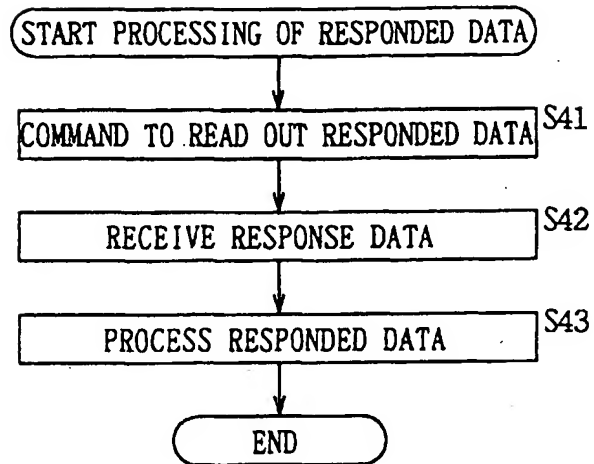 START PROCESSING OF RESPONDED DATA
COMMAND TO READ OUT RESPONDED DATA
S41
RECEIVE RESPONSE DATA
S42
PROCESS RESPONDED DATA
S43
END